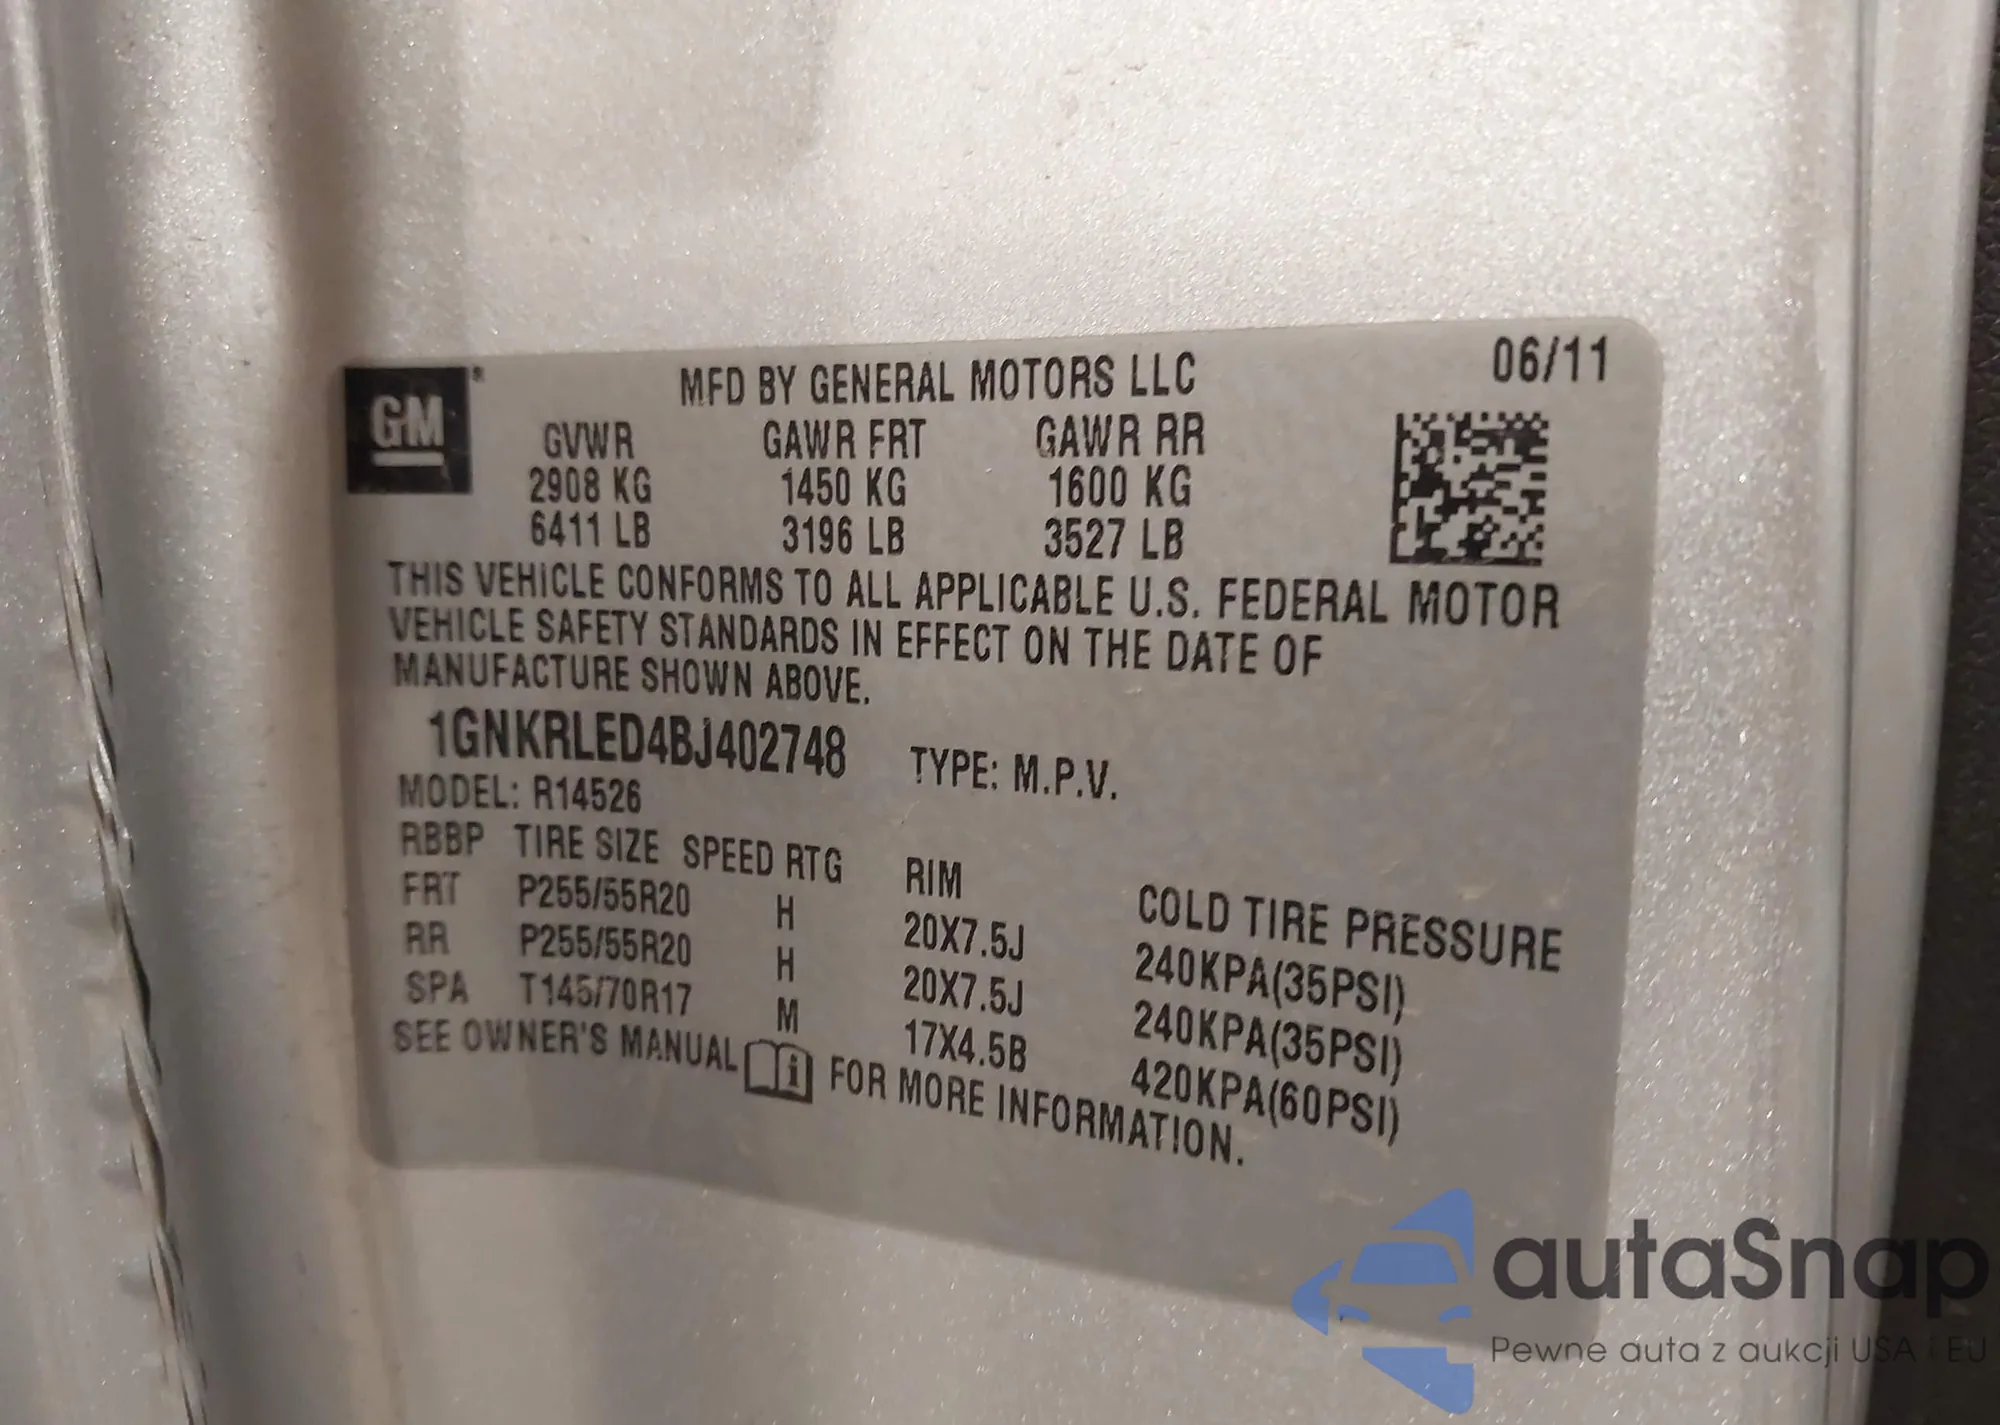 GM®
MFD BY GENERAL MOTORS LLC 06/11
GVWR GAWR FRT GAWR RR
2908 KG 1450 KG 1600 KG
6411 LB 3196 LB 3527 LB
THIS VEHICLE CONFORMS TO ALL APPLICABLE U.S. FEDERAL MOTOR
VEHICLE SAFETY STANDARDS IN EFFECT ON THE DATE OF
MANUFACTURE SHOWN ABOVE.
1GNKRLED4BJ402748 TYPE: M.P.V.
MODEL: R14526
RBBP TIRE SIZE SPEED RTG RIM COLD TIRE PRESSURE
FRT P255/55R20 H 20X7.5J 240KPA(35PSI)
RR P255/55R20 H 20X7.5J 240KPA(35PSI)
SPA T145/70R17 M 17X4.5B 420KPA(60PSI)
SEE OWNER'S MANUAL i FOR MORE INFORMATION.
autaSnap
Pewne auta z aukcji USA i EU